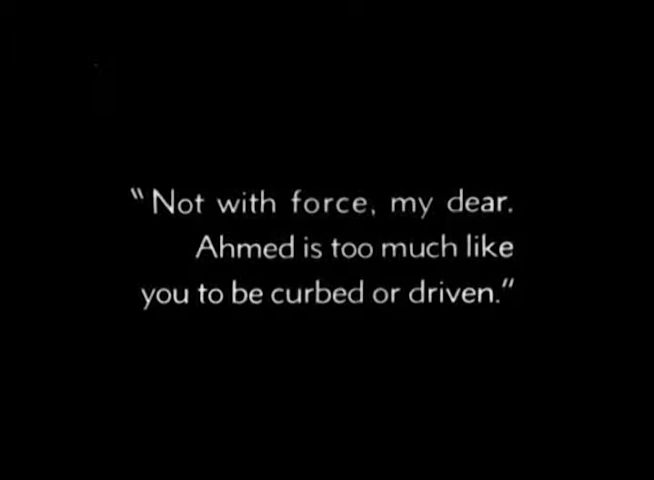 "Not with force, my dear.
Ahmed is too much like
you to be curbed or driven."